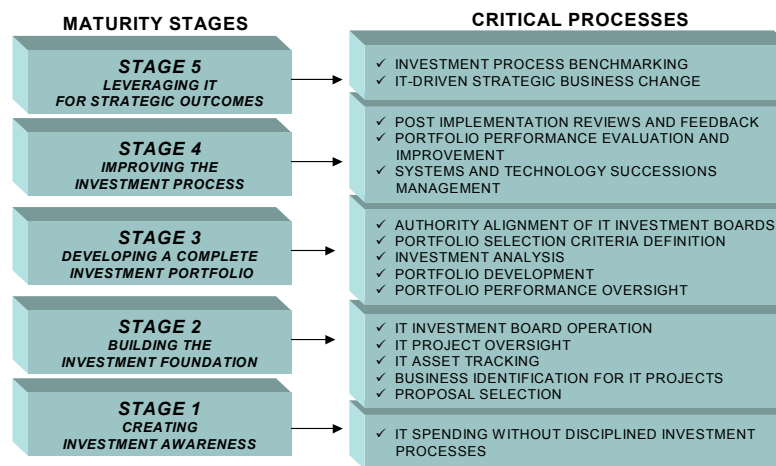 MATURITY STAGES
CRITICAL PROCESSES
STAGE 5
LEVERAGING IT
FOR STRATEGIC OUTCOMES
✓ INVESTMENT PROCESS BENCHMARKING
✓ IT-DRIVEN STRATEGIC BUSINESS CHANGE
STAGE 4
IMPROVING THE
INVESTMENT PROCESS
✓ POST IMPLEMENTATION REVIEWS AND FEEDBACK
✓ PORTFOLIO PERFORMANCE EVALUATION AND
IMPROVEMENT
✓ SYSTEMS AND TECHNOLOGY SUCCESSIONS
MANAGEMENT
STAGE 3
DEVELOPING A COMPLETE
INVESTMENT PORTFOLIO
✓ AUTHORITY ALIGNMENT OF IT INVESTMENT BOARDS
✓ PORTFOLIO SELECTION CRITERIA DEFINITION
✓ INVESTMENT ANALYSIS
✓ PORTFOLIO DEVELOPMENT
✓ PORTFOLIO PERFORMANCE OVERSIGHT
STAGE 2
BUILDING THE
INVESTMENT FOUNDATION
✓ IT INVESTMENT BOARD OPERATION
✓ IT PROJECT OVERSIGHT
✓ IT ASSET TRACKING
✓ BUSINESS IDENTIFICATION FOR IT PROJECTS
✓ PROPOSAL SELECTION
STAGE 1
CREATING
INVESTMENT AWARENESS
✓ IT SPENDING WITHOUT DISCIPLINED INVESTMENT
PROCESSES